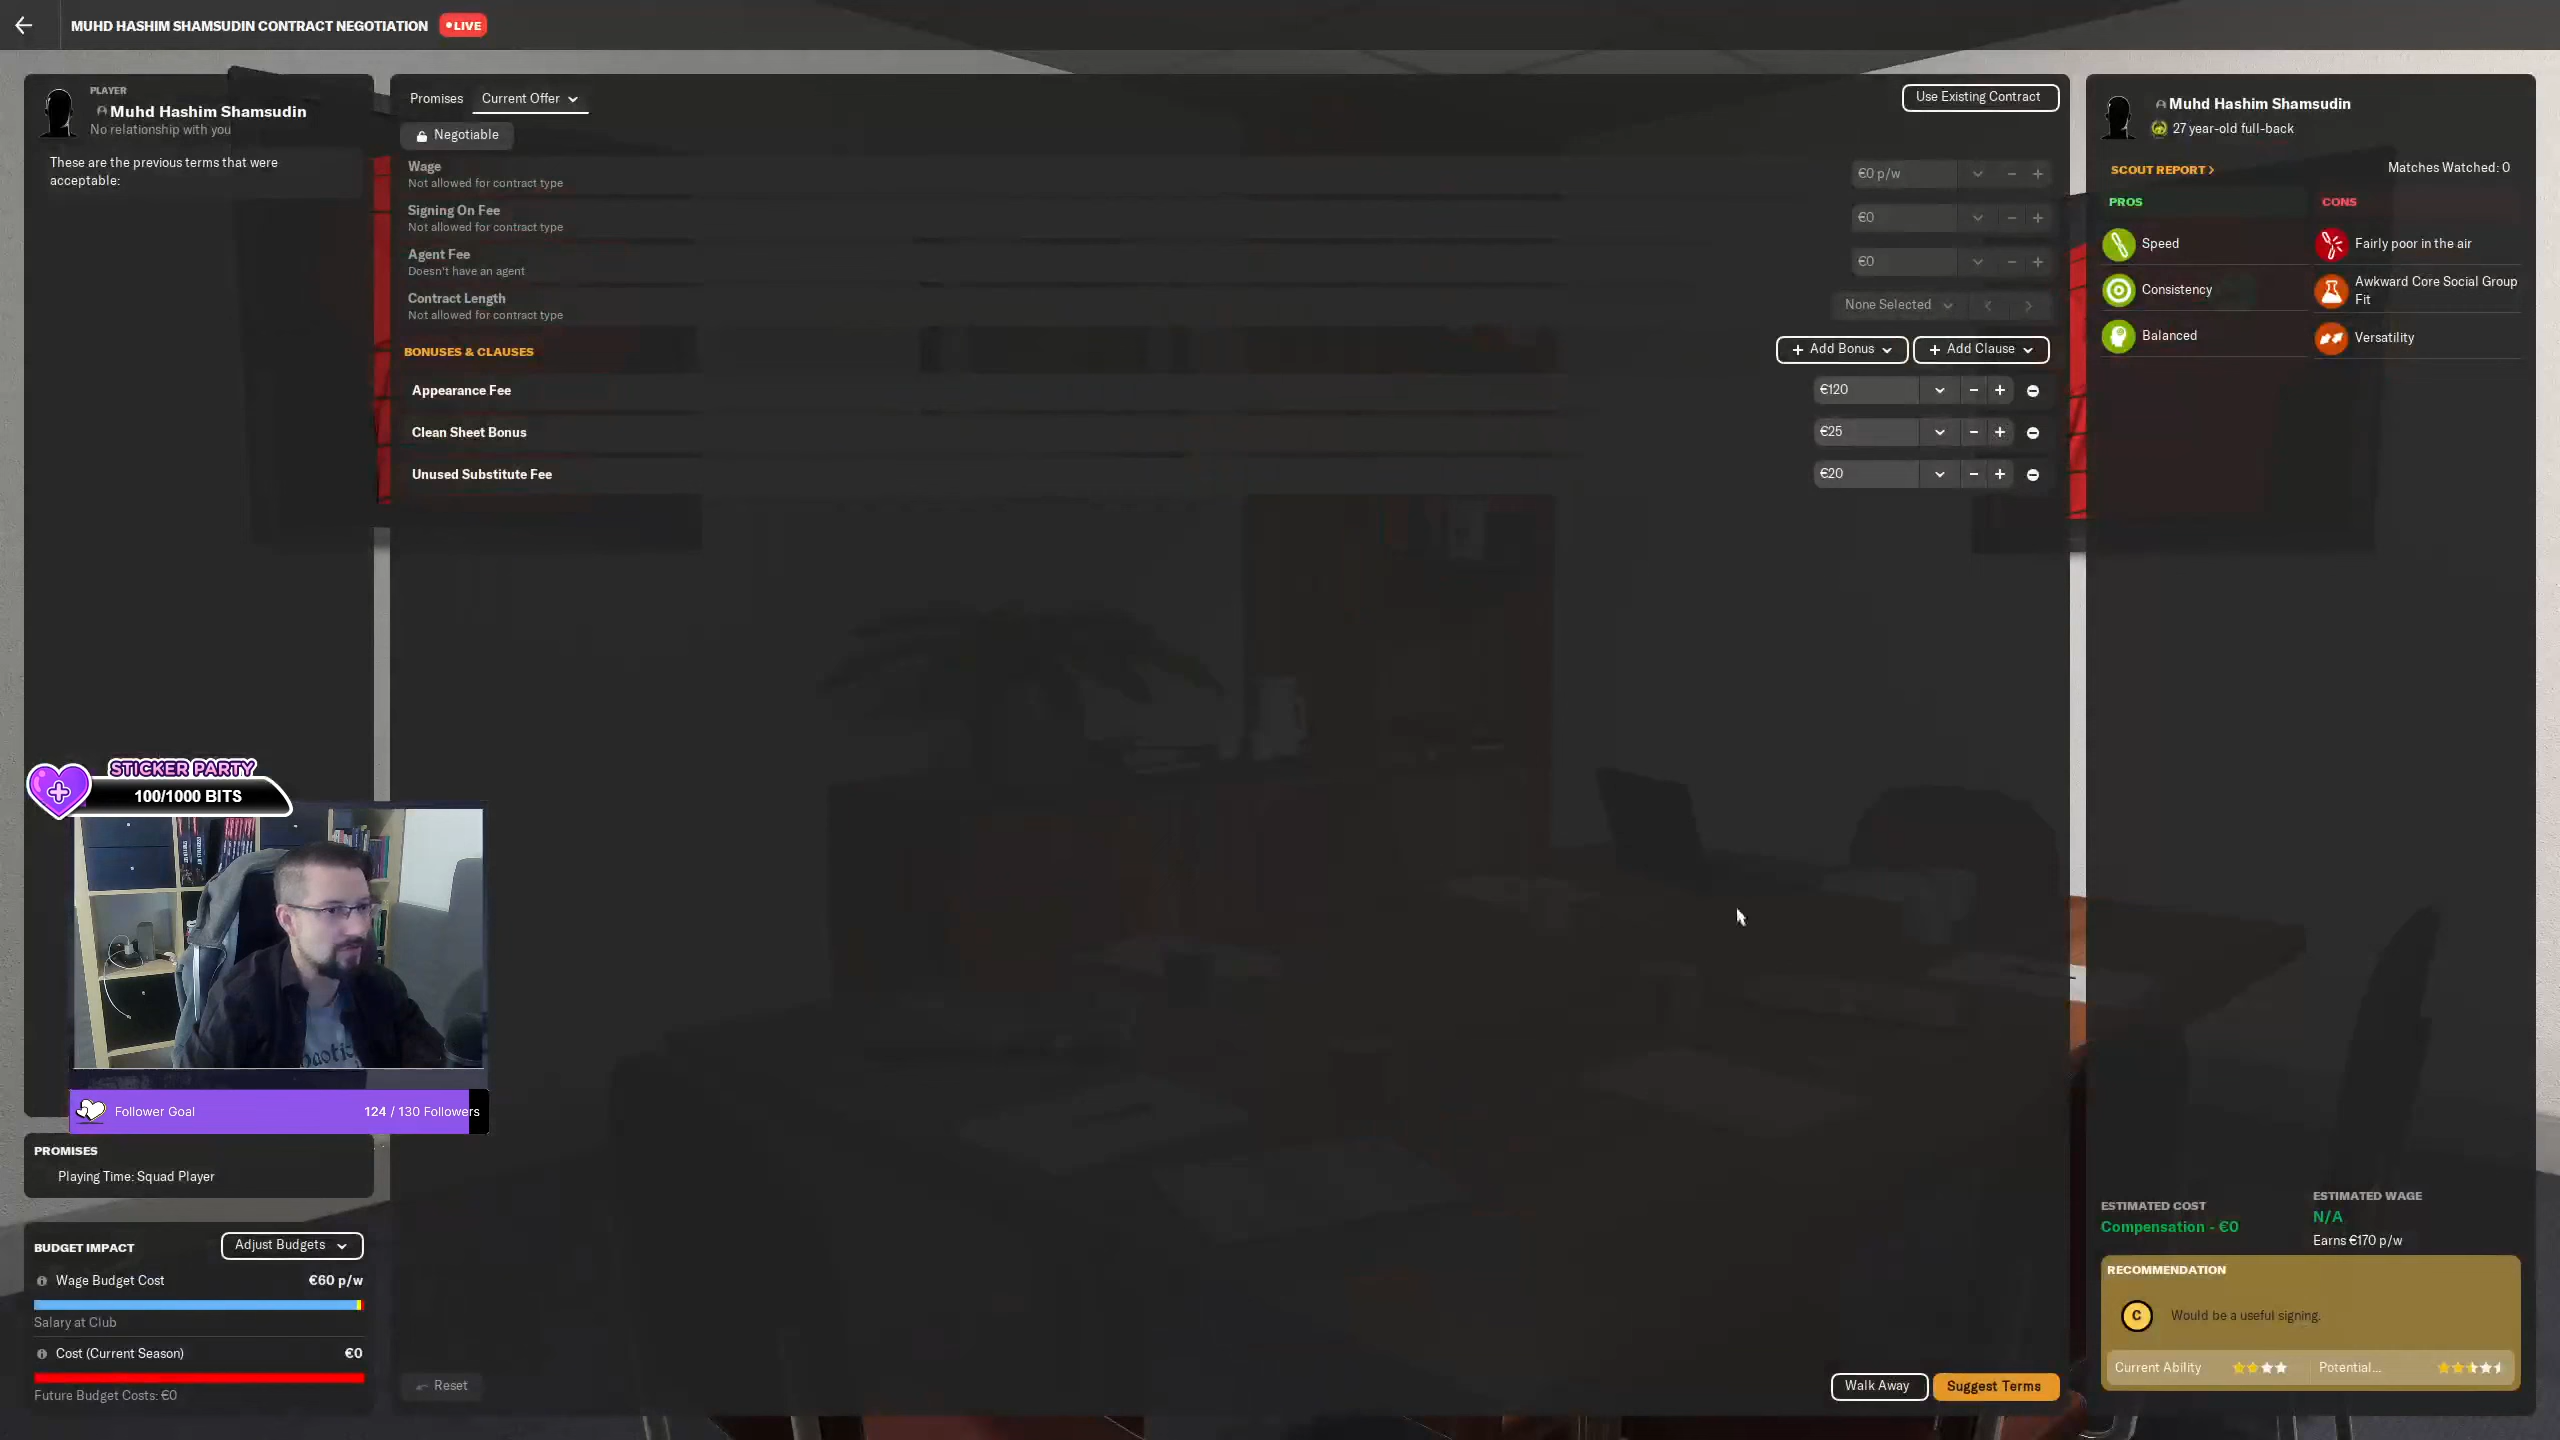 MUHD HASHIM SHAMSUDIN CONTRACT NEGOTIATION
LIVE
PLAYER
Muhd Hashim Shamsudin
No relationship with you
These are the previous terms that were
acceptable:
Promises
Current Offer
Use Existing Contract
Negotiable
Wage
Not allowed for contract type
€0 p/w
Signing On Fee
Not allowed for contract type
€0
Agent Fee
Doesn't have an agent
€0
Contract Length
Not allowed for contract type
None Selected
BONUSES & CLAUSES
Add Bonus
Add Clause
Appearance Fee
€120
Clean Sheet Bonus
€25
Unused Substitute Fee
€20
Muhd Hashim Shamsudin
27 year-old full-back
SCOUT REPORT
Matches Watched: 0
PROS
CONS
Speed
Fairly poor in the air
Consistency
Awkward Core Social Group
Fit
Balanced
Versatility
STICKER PARTY
100/1000 BITS
Follower Goal
124 / 130 Followers
PROMISES
Playing Time: Squad Player
BUDGET IMPACT
Adjust Budgets
Wage Budget Cost
€60 p/w
Salary at Club
Cost (Current Season)
€0
Future Budget Costs: €0
Reset
Walk Away
Suggest Terms
ESTIMATED COST
Compensation - €0
ESTIMATED WAGE
N/A
Earns €170 p/w
RECOMMENDATION
C
Would be a useful signing.
Current Ability
Potential...